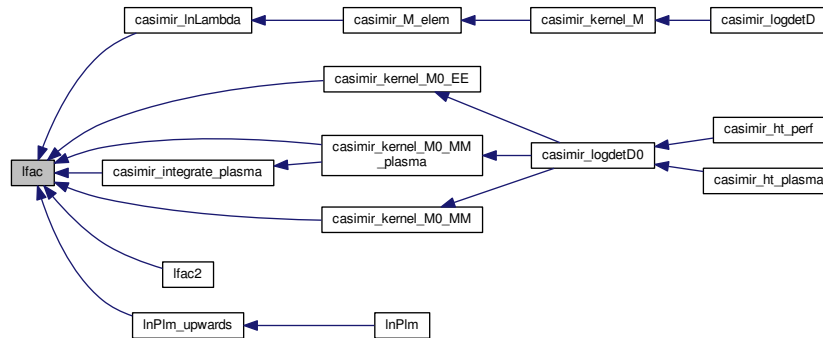 casimir_lnLambda
casimir_M_elem
casimir_kernel_M
casimir_logdetD
casimir_kernel_M0_EE
casimir_kernel_M0_MM
_plasma
casimir_ht_perf
casimir_logdetD0
lfac
casimir_integrate_plasma
casimir_ht_plasma
casimir_kernel_M0_MM
lfac2
lnPlm_upwards
lnPlm